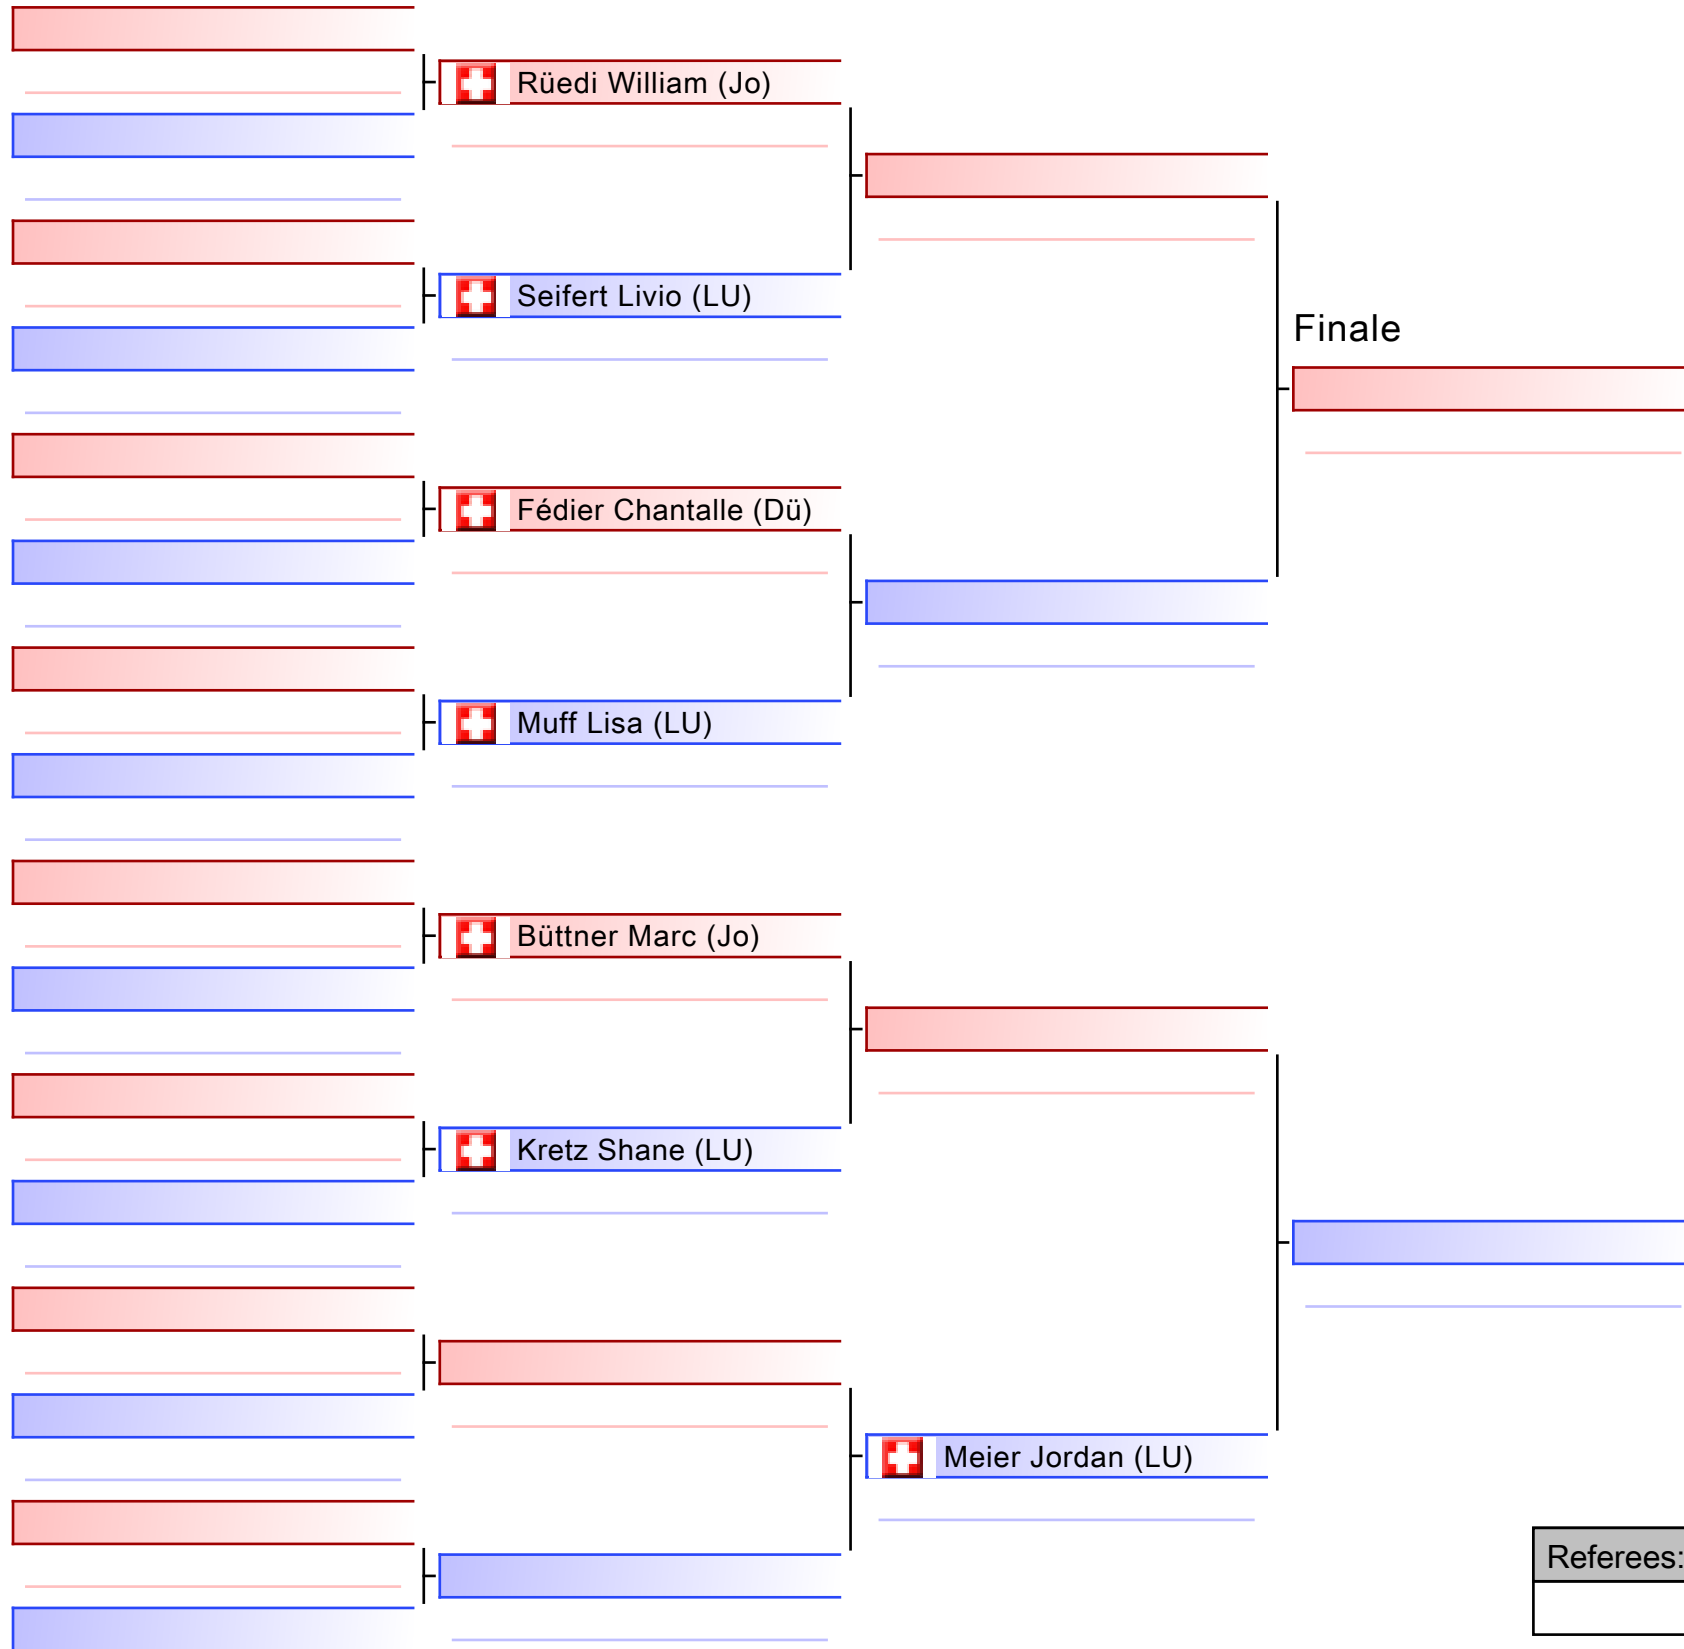 Rüedi William (Jo)
Seifert Livio (LU)
Finale
Fédier Chantalle (Dü)
Muff Lisa (LU)
Büttner Marc (Jo)
Kretz Shane (LU)
Meier Jordan (LU)
Referees: